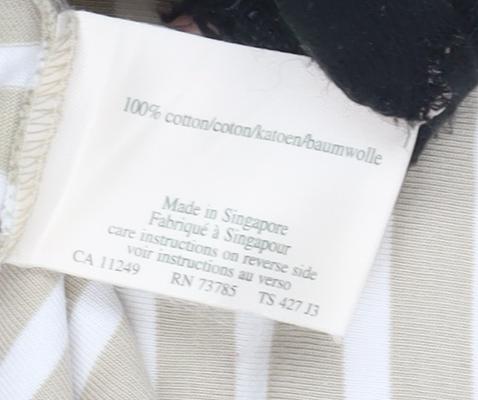 100% cotton/coton/katoen/baumwolle
Made in Singapore
Fabriqué à Singapour
care instructions on reverse side
voir instructions au verso
CA 11249 RN 73785 TS 427 J3